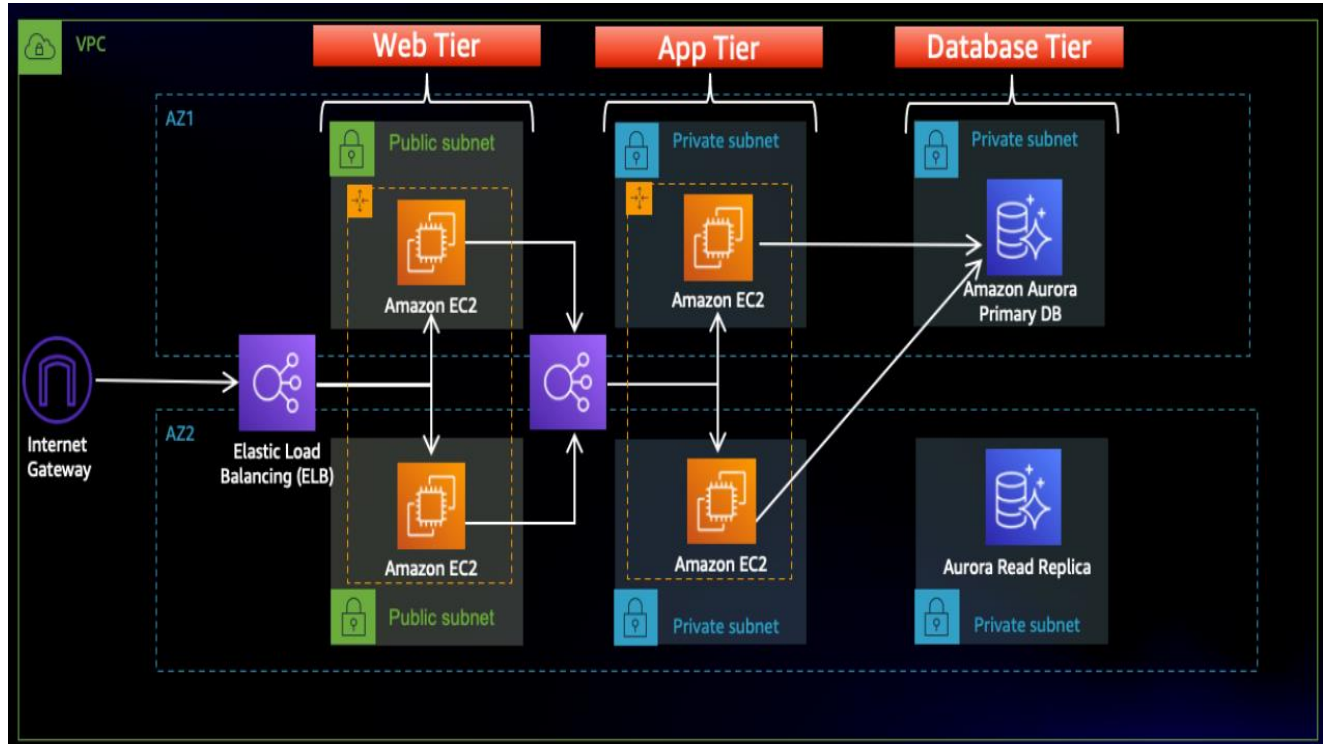 VPC
Web Tier
App Tier
Database Tier
AZ1
Public subnet
Private subnet
Private subnet
Amazon EC2
Amazon EC2
Amazon Aurora
Primary DB
Internet
Gateway
Elastic Load
Balancing (ELB)
AZ2
Amazon EC2
Amazon EC2
Aurora Read Replica
Public subnet
Private subnet
Private subnet